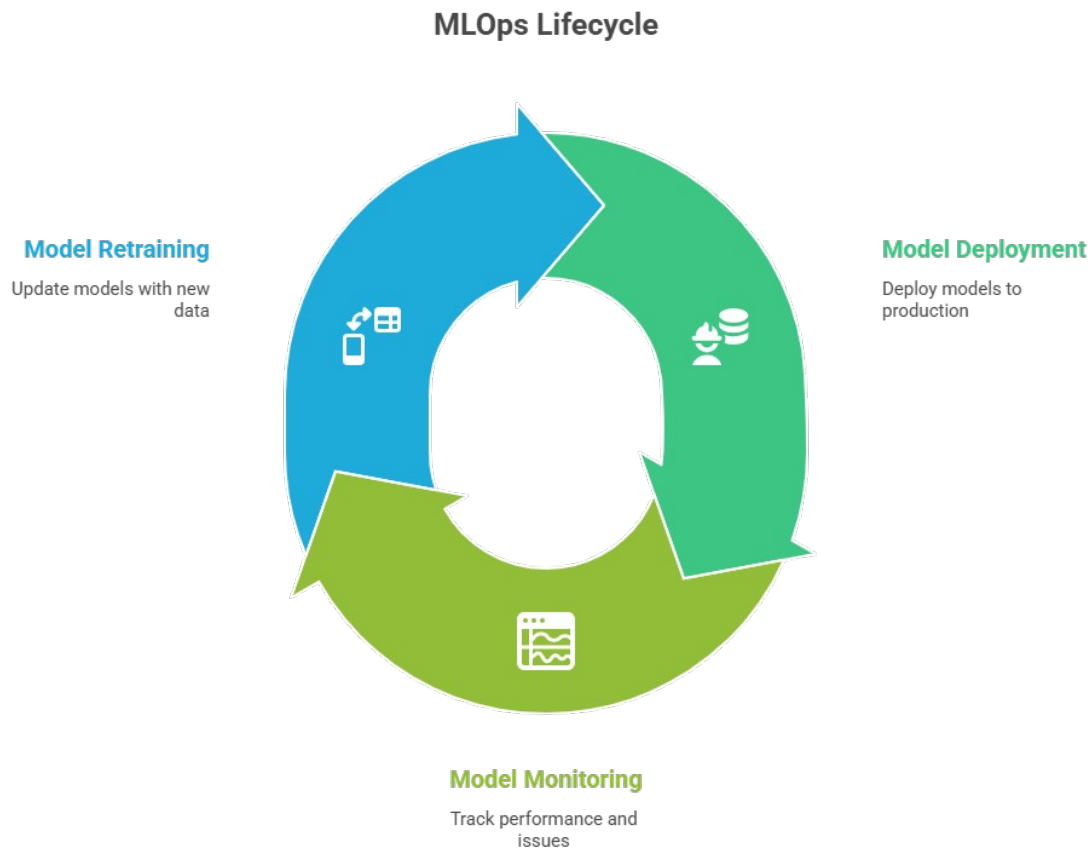 MLOps Lifecycle
Model Retraining
Update models with new
data
Model Deployment
Deploy models to
production
Model Monitoring
Track performance and
issues